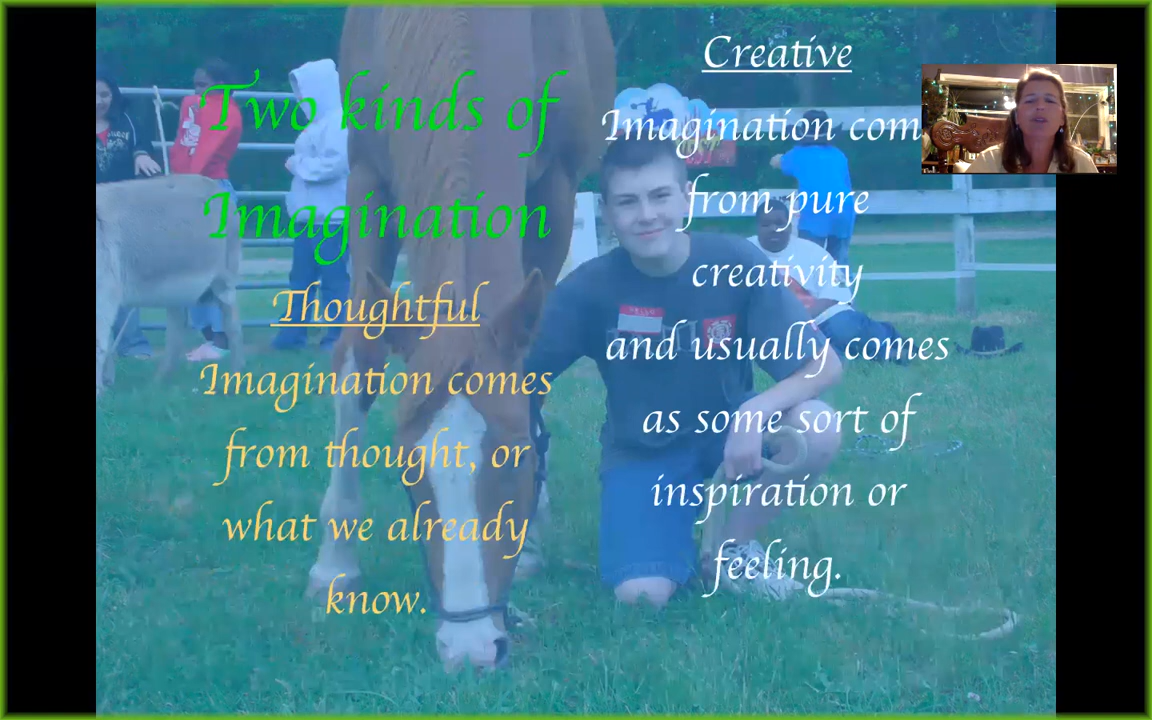 Two kinds of
Imagination
Thoughtful
Imagination comes
from thought, or
what we already
know.
Creative
Imagination com
from pure
creativity
and usually comes
as some sort of
inspiration or
feeling.